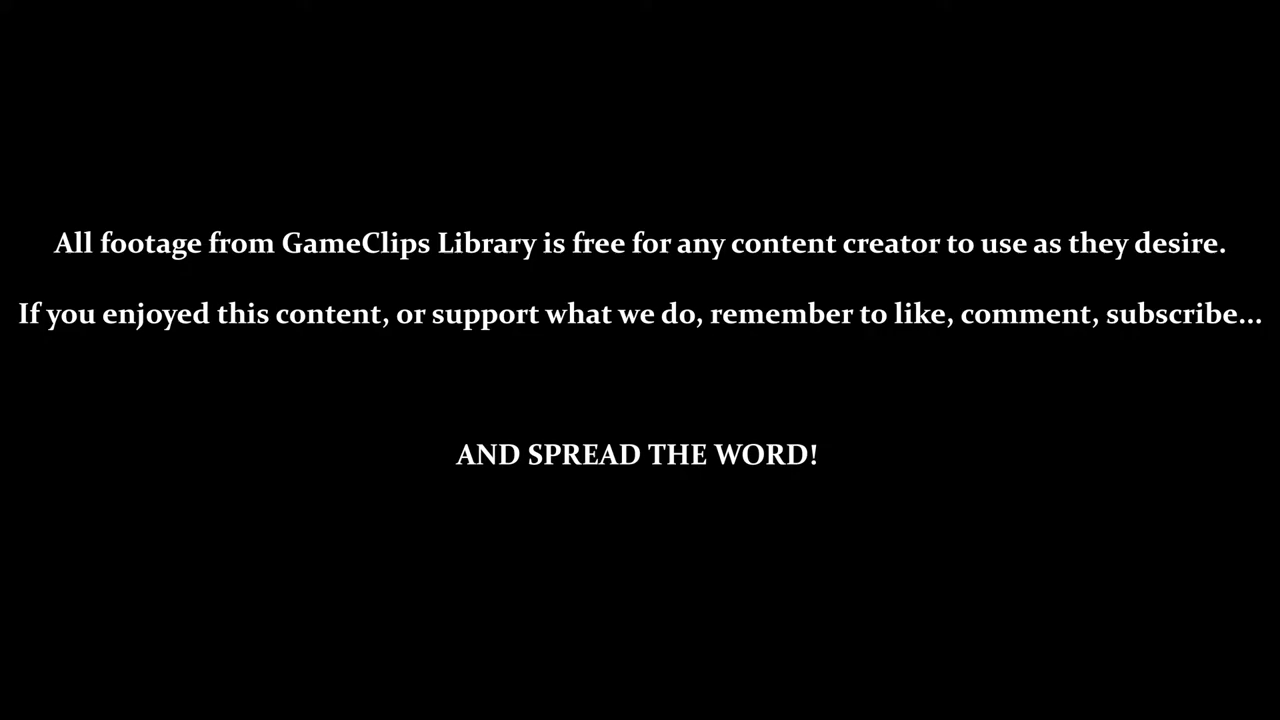 All footage from GameClips Library is free for any content creator to use as they desire.
If you enjoyed this content, or support what we do, remember to like, comment, subscribe...
AND SPREAD THE WORD!